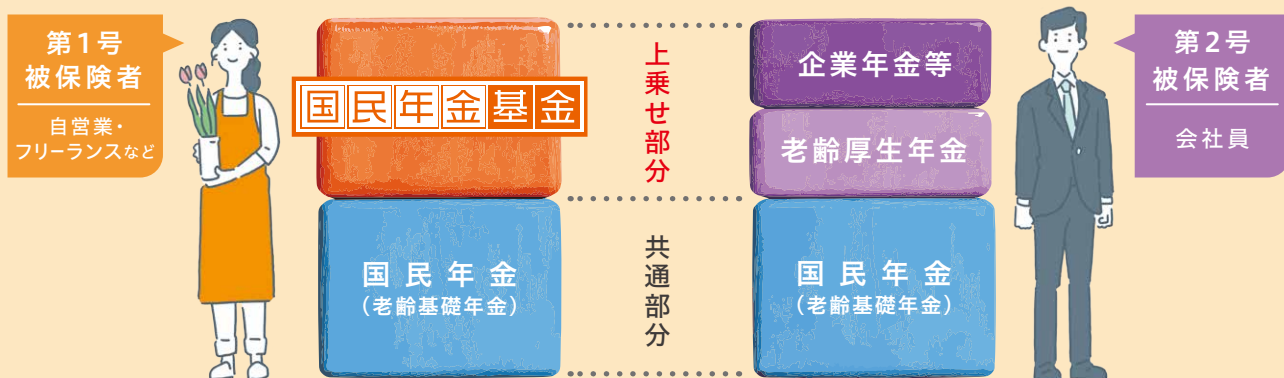 第1号
被保険者
自営業・
フリーランスなど
国民年金基金
国民年金
（老齢基礎年金）
上乗せ部分
共通部分
企業年金等
老齢厚生年金
国民年金
（老齢基礎年金）
第2号
被保険者
会社員